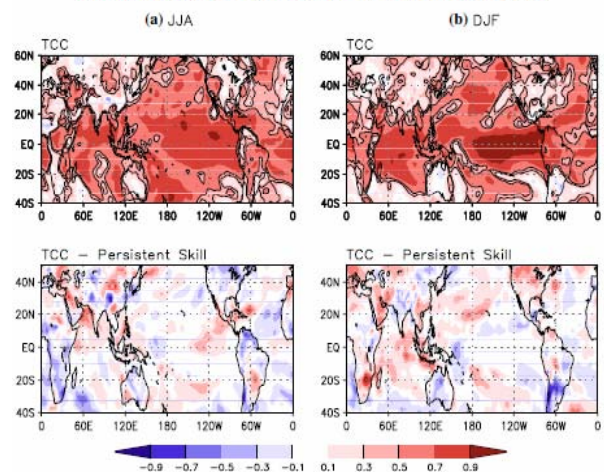 (a) JJA (b) DJF
TCC TCC
60N 60N
40N 40N
20N 20N
EQ EQ
20S 20S
40S 40S
0 60E 120E 180 120W 60W 0 0 60E 120E 180 120W 60W 0
TCC - Persistent Skill TCC - Persistent Skill
40N 40N
20N 20N
EQ EQ
20S 20S
40S 40S
0 60E 120E 180 120W 60W 0 0 60E 120E 180 120W 60W 0
-0.9 -0.7 -0.5 -0.3 -0.1 0.1 0.3 0.5 0.7 0.9